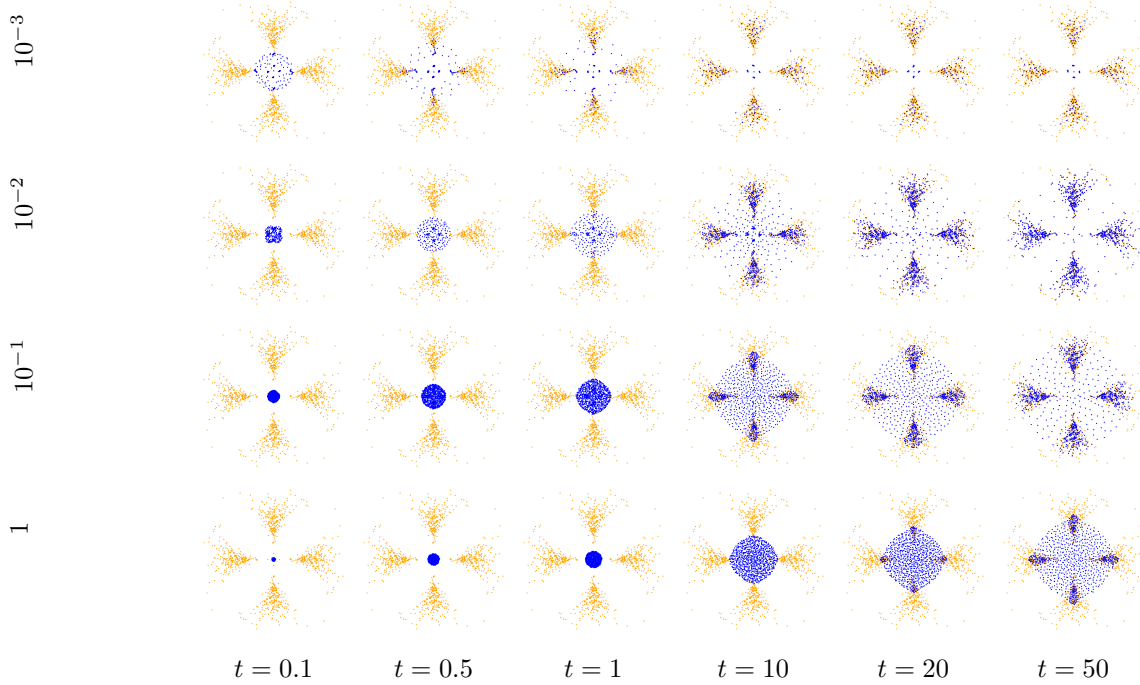 10⁻³
10⁻²
10⁻¹
1
t = 0.1 t = 0.5 t = 1 t = 10 t = 20 t = 50